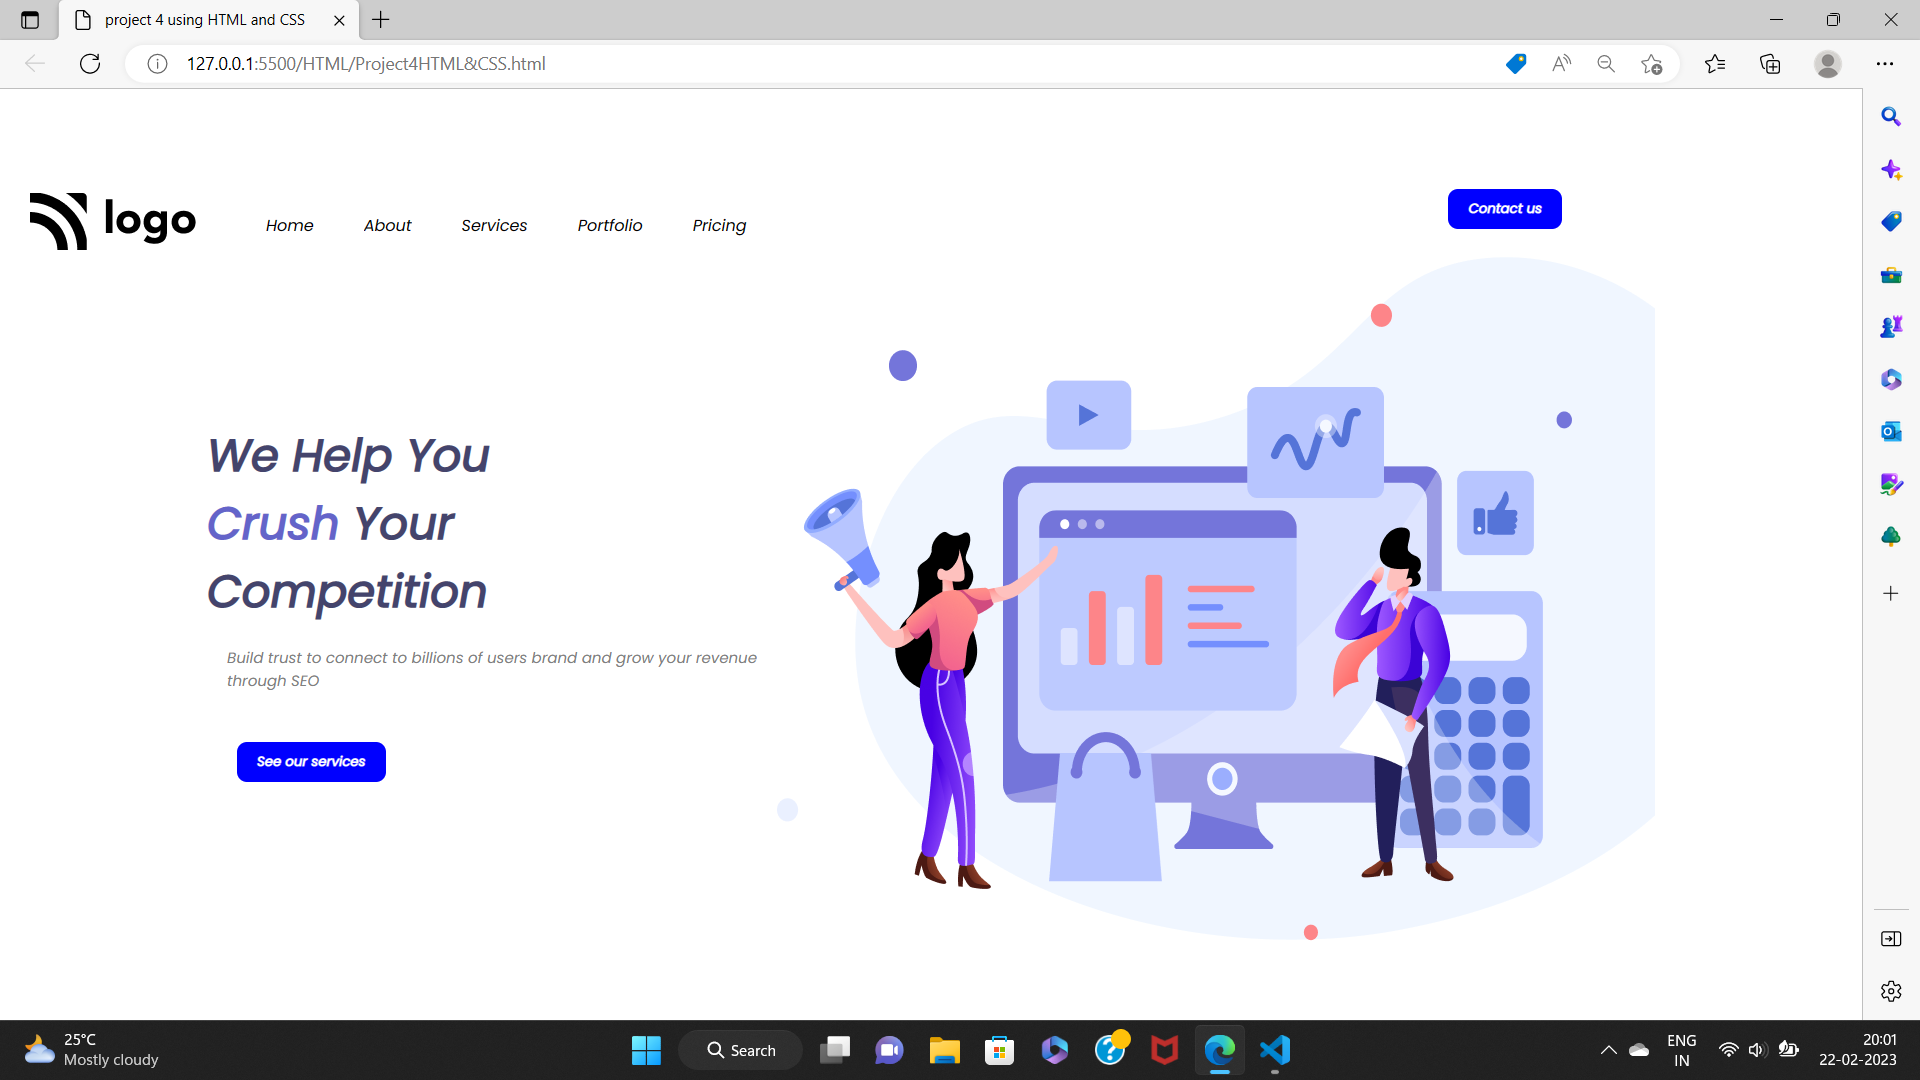 project 4 using HTML and CSS
127.0.0.1:5500/HTML/Project4HTML&CSS.html
logo
Home About Services Portfolio Pricing
Contact us
We Help You
Crush Your
Competition
Build trust to connect to billions of users brand and grow your revenue
through SEO
See our services
25°C
Mostly cloudy
Search
ENG
IN
20:01
22-02-2023